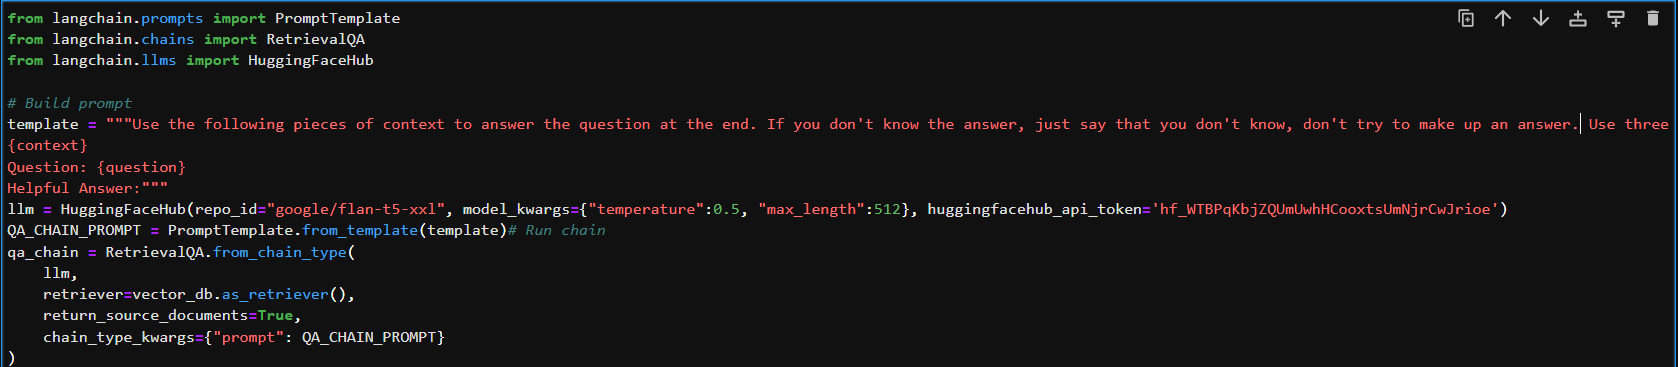 from langchain.prompts import PromptTemplate
from langchain.chains import RetrievalQA
from langchain.llms import HuggingFaceHub
# Build prompt
template = """Use the following pieces of context to answer the question at the end. If you don't know the answer, just say that you don't know, don't try to make up an answer. Use three
{context}
Question: {question}
Helpful Answer:"""
llm = HuggingFaceHub(repo_id="google/flan-t5-xxl", model_kwargs={"temperature":0.5, "max_length":512}, huggingfacehub_api_token='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')
QA_CHAIN_PROMPT = PromptTemplate.from_template(template)# Run chain
qa_chain = RetrievalQA.from_chain_type(
    llm,
    retriever=vector_db.as_retriever(),
    return_source_documents=True,
    chain_type_kwargs={"prompt": QA_CHAIN_PROMPT}
)